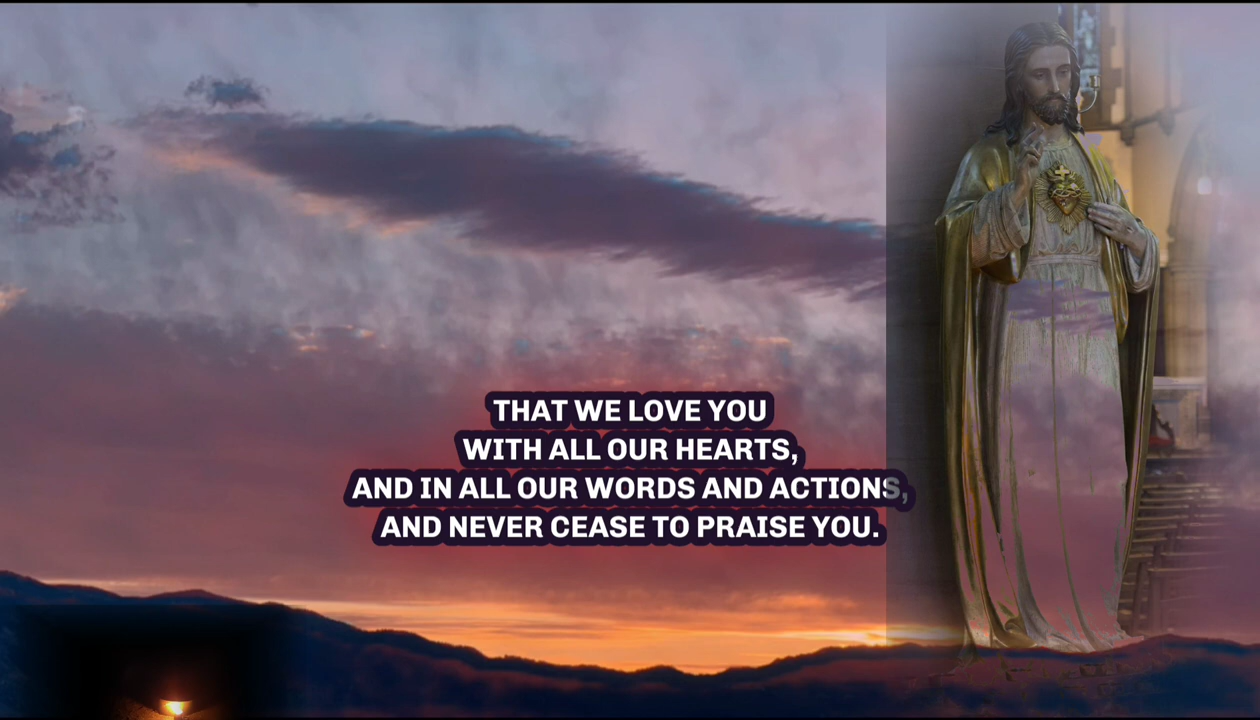 THAT WE LOVE YOU
WITH ALL OUR HEARTS,
AND IN ALL OUR WORDS AND ACTIONS,
AND NEVER CEASE TO PRAISE YOU.